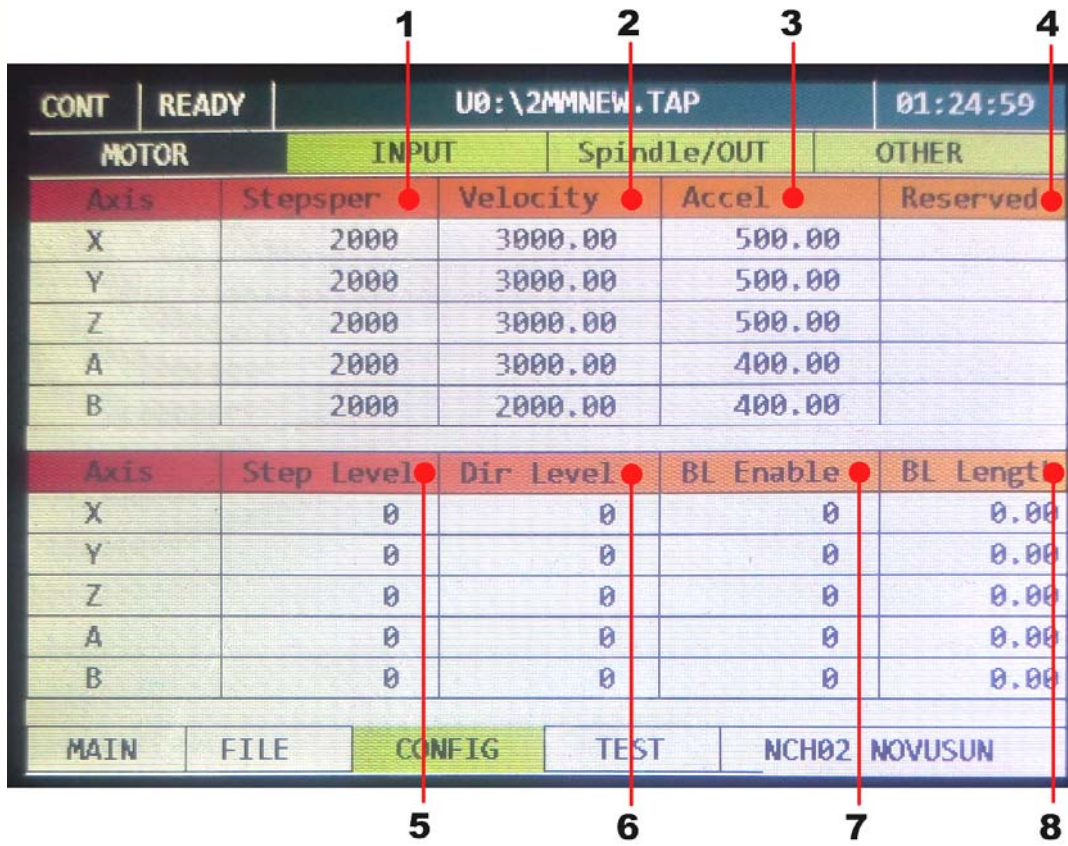 1 2 3 4
CONT READY U0:\2MMNEW.TAP 01:24:59
MOTOR INPUT Spindle/OUT OTHER
Axis Stepsper Velocity Accel Reserved
X 2000 3000.00 500.00
Y 2000 3000.00 500.00
Z 2000 3000.00 500.00
A 2000 3000.00 400.00
B 2000 2000.00 400.00
Axis Step Level Dir Level BL Enable BL Length
X 0 0 0 0.00
Y 0 0 0 0.00
Z 0 0 0 0.00
A 0 0 0 0.00
B 0 0 0 0.00
MAIN FILE CONFIG TEST NCH02 NOVUSUN
5 6 7 8